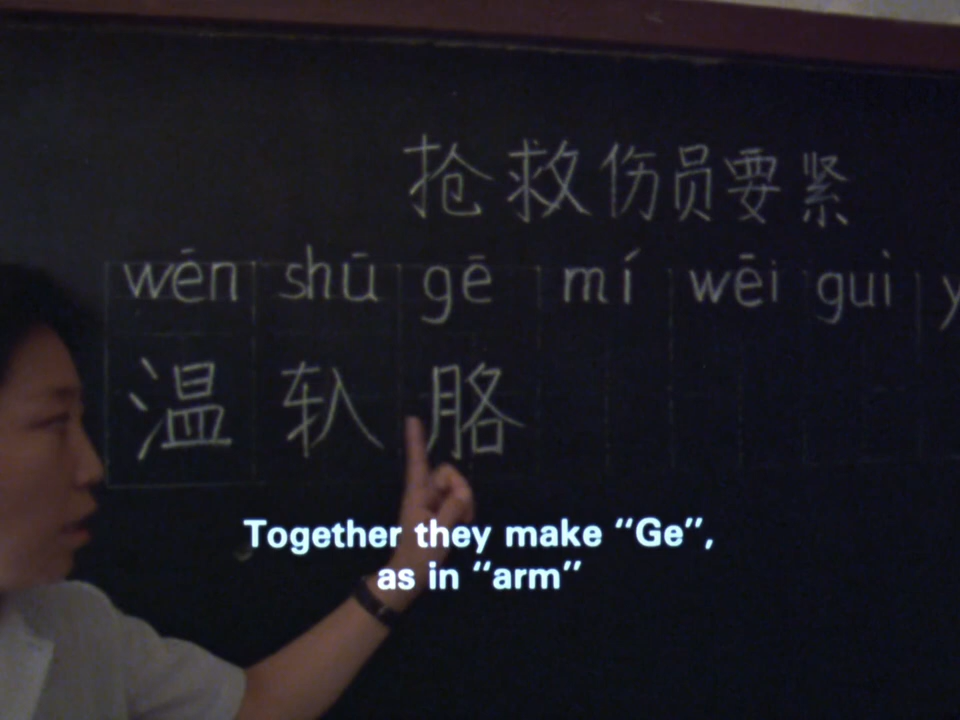 抢救伤员要紧
wēn shū gē mí wēi gui y
温 胳
Together they make “Ge”,
as in “arm”